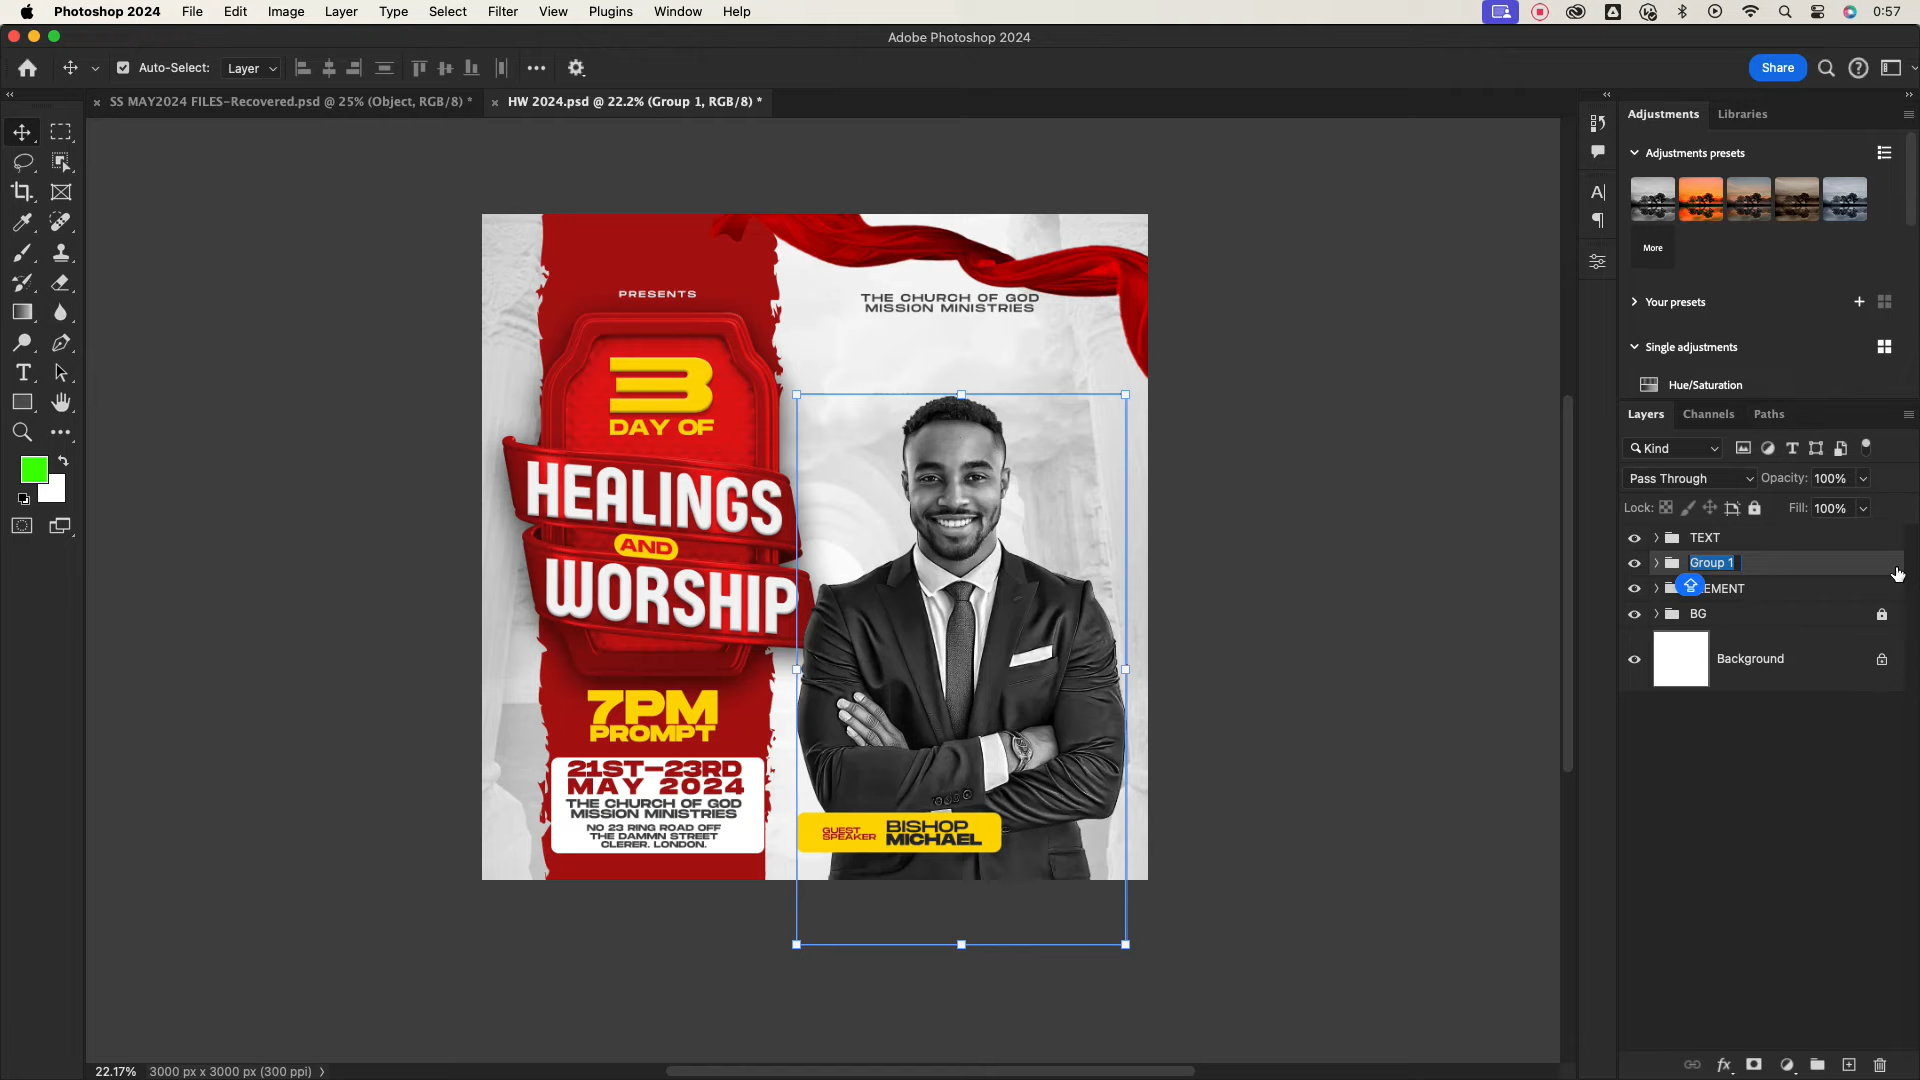 Photoshop 2024 File Edit Image Layer Type Select Filter View Plugins Window Help 0:57
Adobe Photoshop 2024
Auto-Select: Layer Share
SS MAY2024 FILES-Recovered.psd @ 25% (Object, RGB/8) * HW 2024.psd @ 22.2% (Group 1, RGB/8) *
Adjustments Libraries
Adjustments presets
More
Your presets
Single adjustments
Hue/Saturation
Layers Channels Paths
Kind
Pass Through Opacity: 100%
Lock: Fill: 100%
TEXT
Group 1
EMENT
BG
Background
PRESENTS
3
DAY OF
HEALINGS
AND
WORSHIP
7PM
PROMPT
21ST-23RD
MAY 2024
THE CHURCH OF GOD
MISSION MINISTRIES
NO 23 RING ROAD OFF
THE DAMMN STREET
CLERER. LONDON.
THE CHURCH OF GOD
MISSION MINISTRIES
GUEST
SPEAKER
BISHOP
MICHAEL
22.17% 3000 px x 3000 px (300 ppi)